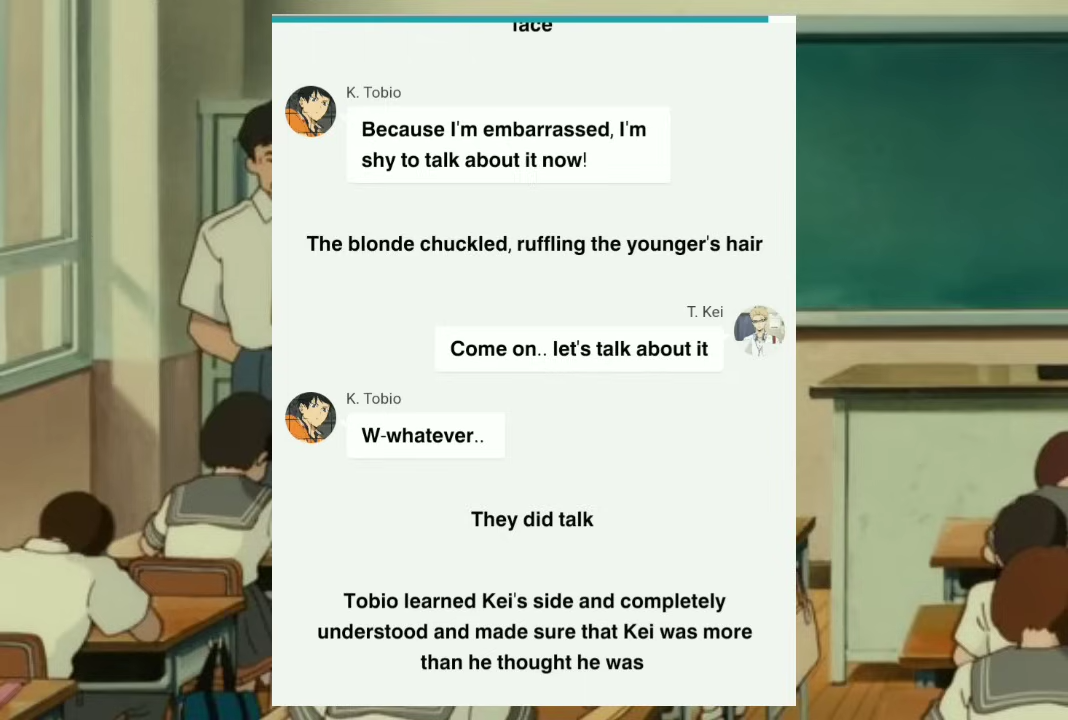 face
K. Tobio
Because I'm embarrassed, I'm
shy to talk about it now!
The blonde chuckled, ruffling the younger's hair
T. Kei
Come on.. let's talk about it
K. Tobio
W-whatever..
They did talk
Tobio learned Kei's side and completely
understood and made sure that Kei was more
than he thought he was